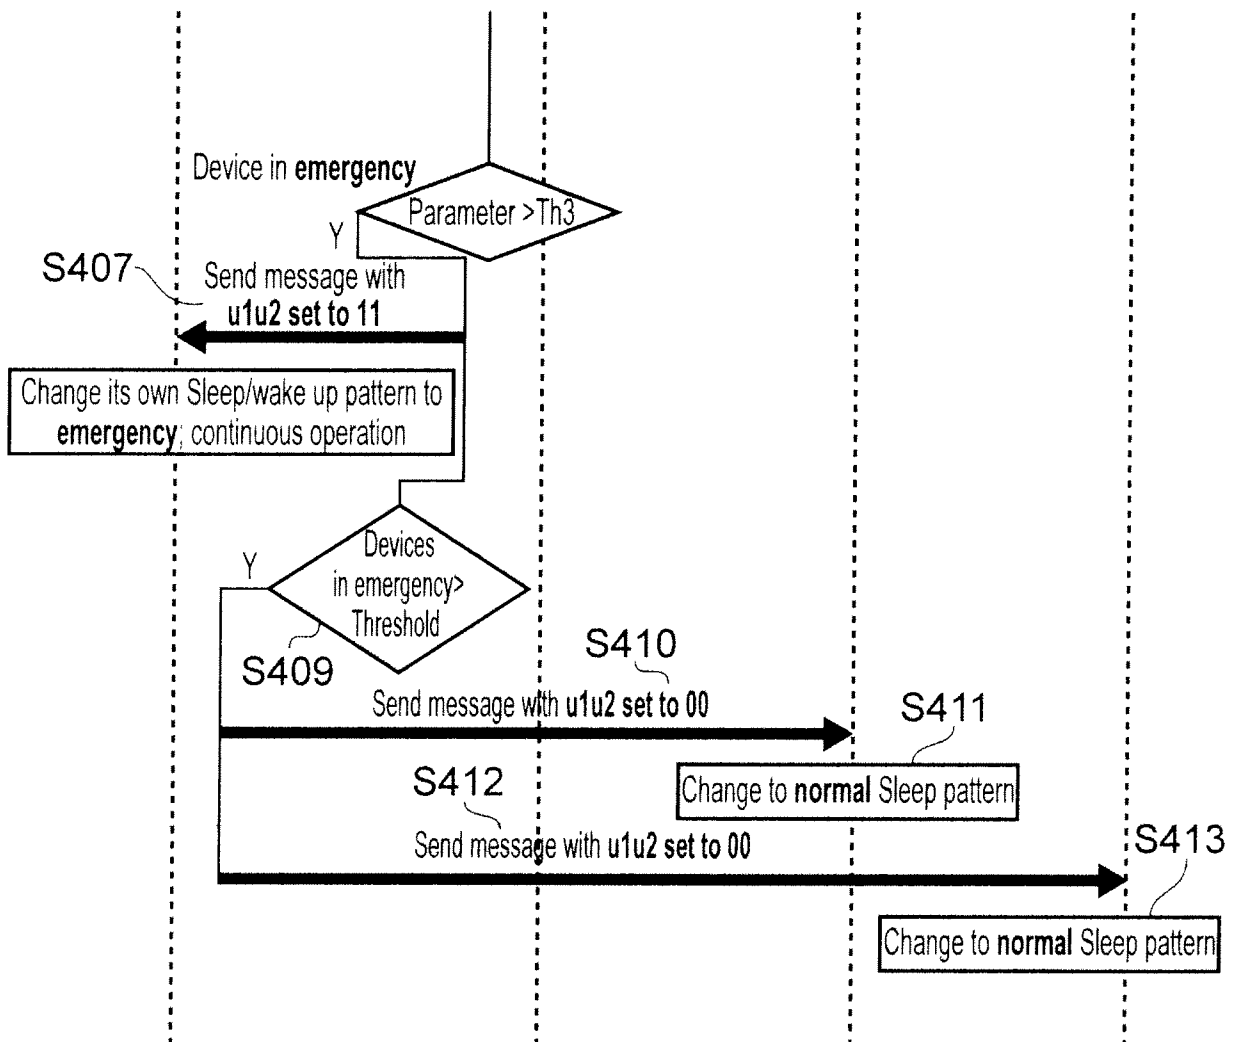 Device in emergency
Parameter >Th3
Y
S407
Send message with
u1u2 set to 11
Change its own Sleep/wake up pattern to
emergency; continuous operation
Y
Devices
in emergency>
Threshold
S409
S410
Send message with u1u2 set to 00
S411
Change to normal Sleep pattern
S412
Send message with u1u2 set to 00
S413
Change to normal Sleep pattern